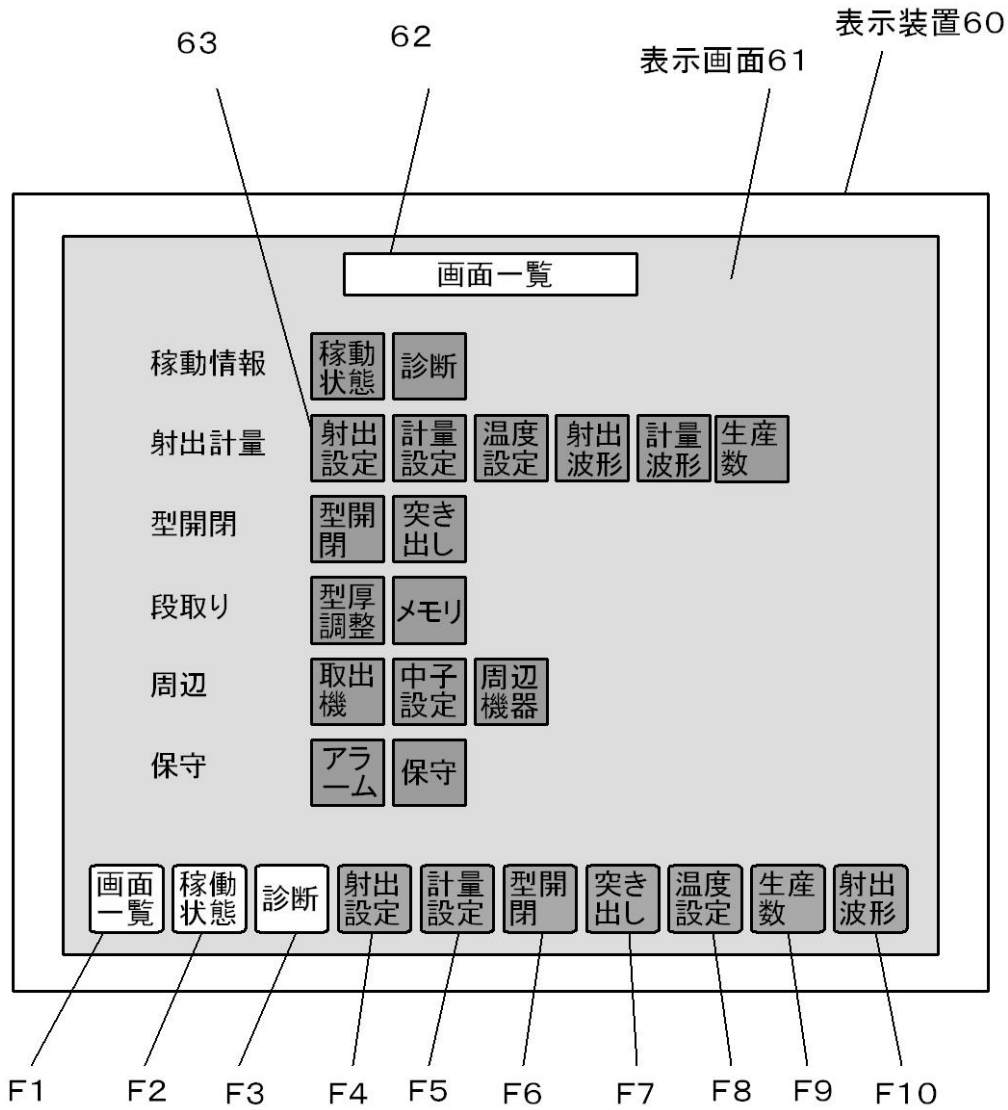 表示装置60
63
62
表示画面61
画面一覧
稼動情報
稼動
状態
診断
射出計量
射出
設定
計量
設定
温度
設定
射出
波形
計量
波形
生産
数
型開閉
型開
閉
突き
出し
段取り
型厚
調整
メモリ
周辺
取出
機
中子
設定
周辺
機器
保守
アラ
ーム
保守
画面
一覧
稼働
状態
診断
射出
設定
計量
設定
型開
閉
突き
出し
温度
設定
生産
数
射出
波形
F1
F2
F3
F4
F5
F6
F7
F8
F9
F10